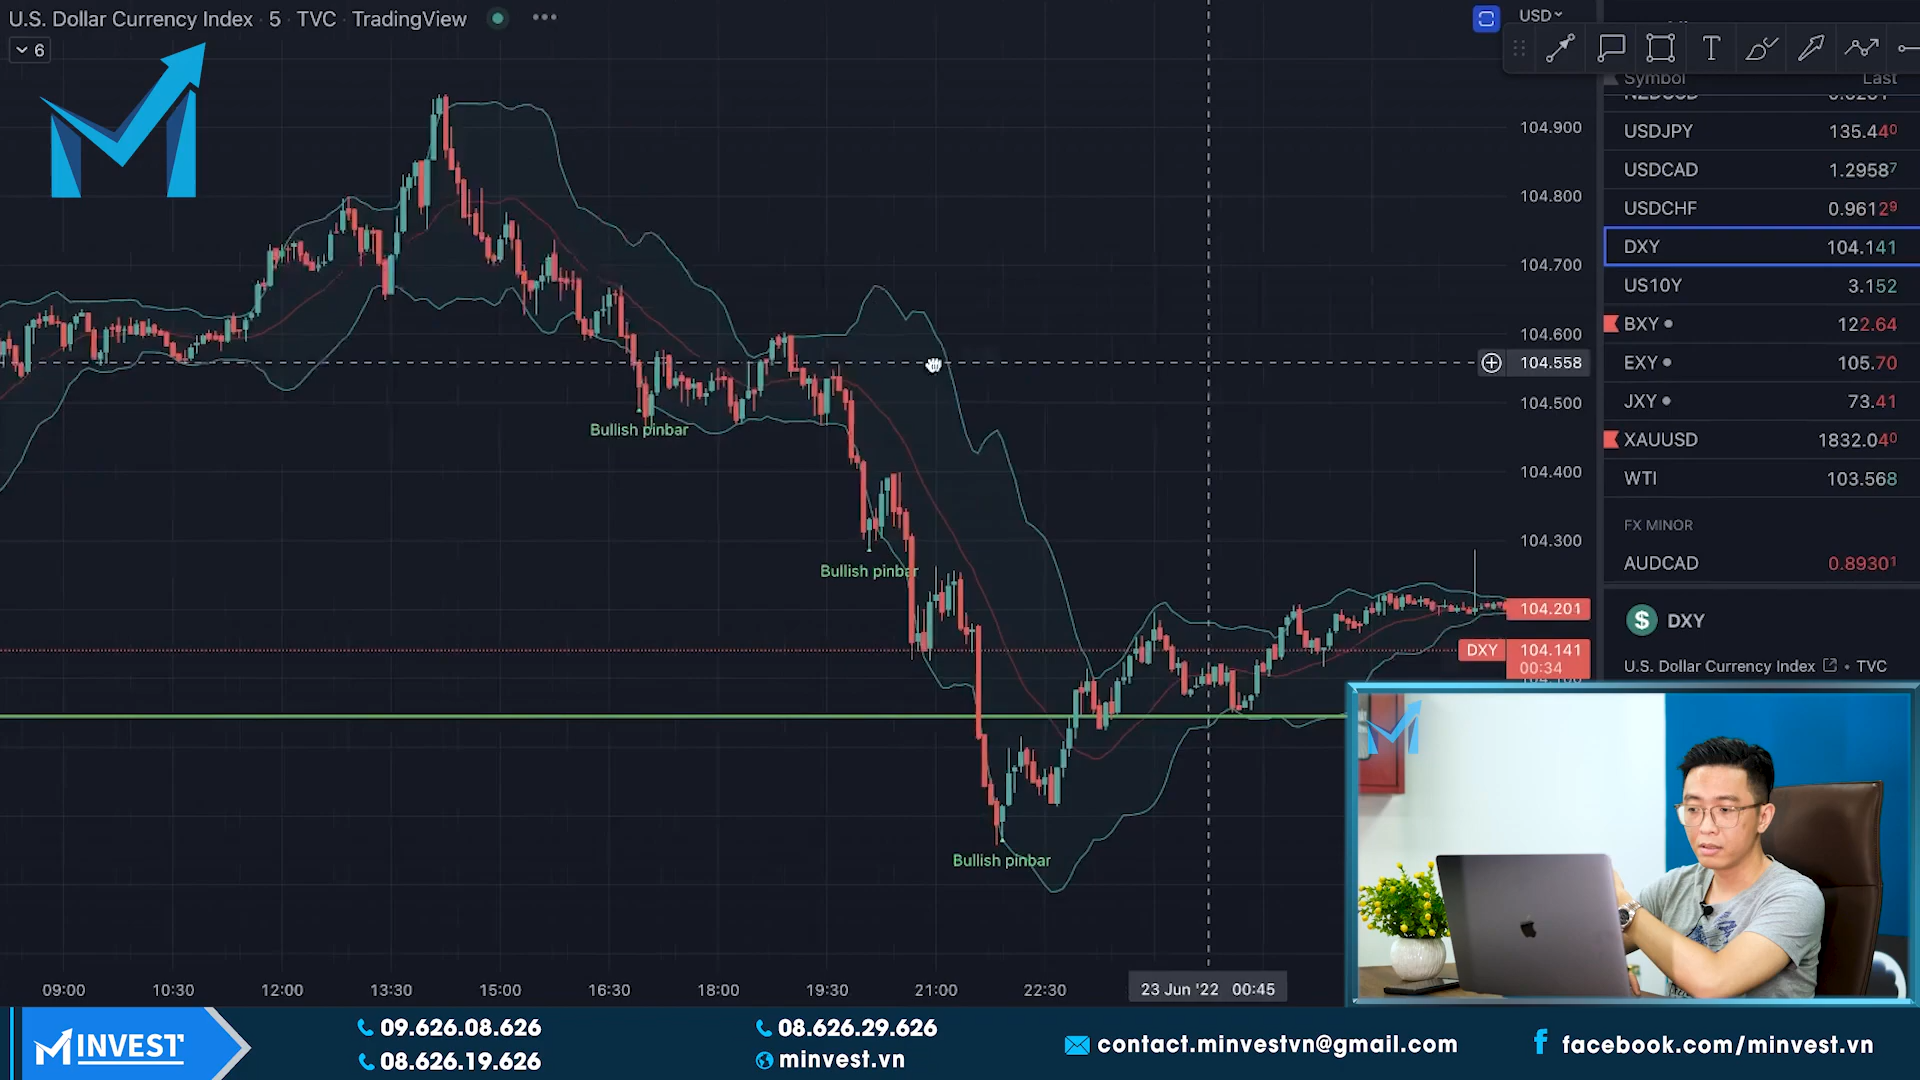 U.S. Dollar Currency Index · 5 · TVC · TradingView
6
USD
Symbol Last
USDJPY 135.440
USDCAD 1.29587
USDCHF 0.96129
DXY 104.141
US10Y 3.152
BXY 122.64
EXY 105.70
JXY 73.41
XAUUSD 1832.040
WTI 103.568
FX MINOR
AUDCAD 0.89301
DXY
U.S. Dollar Currency Index • TVC
104.900
104.800
104.700
104.600
104.558
104.500
104.400
104.300
104.201
DXY 104.141
00:34
Bullish pinbar
Bullish pinbar
Bullish pinbar
09:00 10:30 12:00 13:30 15:00 16:30 18:00 19:30 21:00 22:30 23 Jun '22 00:45
MINVEST
09.626.08.626
08.626.19.626
08.626.29.626
minvest.vn
contact.minvestvn@gmail.com
facebook.com/minvest.vn